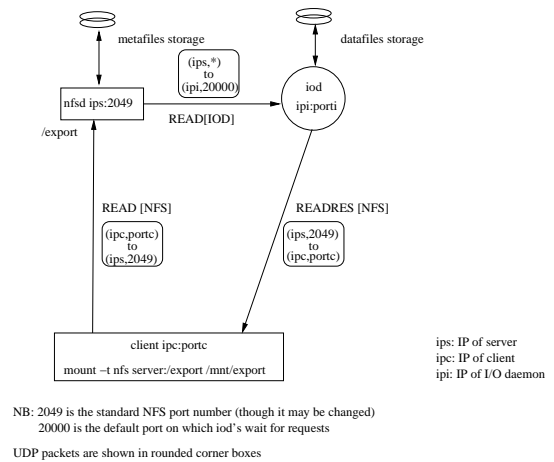 metafiles storage
datafiles storage
(ips,*)
to
(ipi,20000)
nfsd ips:2049
iod
ipi:porti
READ[IOD]
/export
READ [NFS]
READRES [NFS]
(ipc,portc)
to
(ips,2049)
(ips,2049)
to
(ipc,portc)
client ipc:portc
mount −t nfs server:/export /mnt/export
ips: IP of server
ipc: IP of client
ipi: IP of I/O daemon
NB: 2049 is the standard NFS port number (though it may be changed)
20000 is the default port on which iod's wait for requests
UDP packets are shown in rounded corner boxes